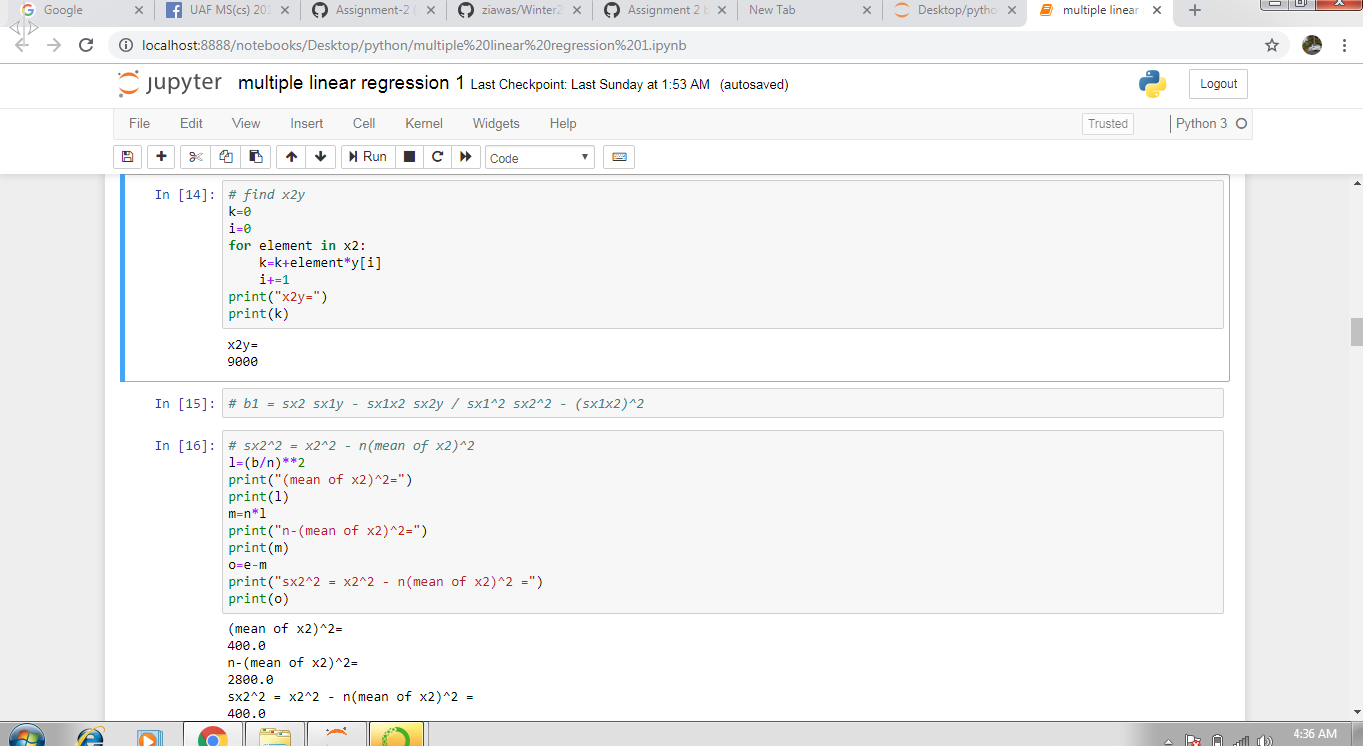 Google
UAF MS(cs) 20
Assignment-2 (
ziawas/Winter2
Assignment 2 b
New Tab
Desktop/pytho
multiple linear
localhost:8888/notebooks/Desktop/python/multiple%20linear%20regression%201.ipynb
jupyter multiple linear regression 1 Last Checkpoint: Last Sunday at 1:53 AM (autosaved)
Logout
File Edit View Insert Cell Kernel Widgets Help
Trusted
Python 3
Run
Code
In [14]:
# find x2y
k=0
i=0
for element in x2:
    k=k+element*y[i]
    i+=1
print("x2y=")
print(k)
x2y=
9000
In [15]:
# b1 = sx2 sx1y - sx1x2 sx2y / sx1^2 sx2^2 - (sx1x2)^2
In [16]:
# sx2^2 = x2^2 - n(mean of x2)^2
l=(b/n)**2
print("(mean of x2)^2=")
print(l)
m=n*l
print("n-(mean of x2)^2=")
print(m)
o=e-m
print("sx2^2 = x2^2 - n(mean of x2)^2 =")
print(o)
(mean of x2)^2=
400.0
n-(mean of x2)^2=
2800.0
sx2^2 = x2^2 - n(mean of x2)^2 =
400.0
4:36 AM